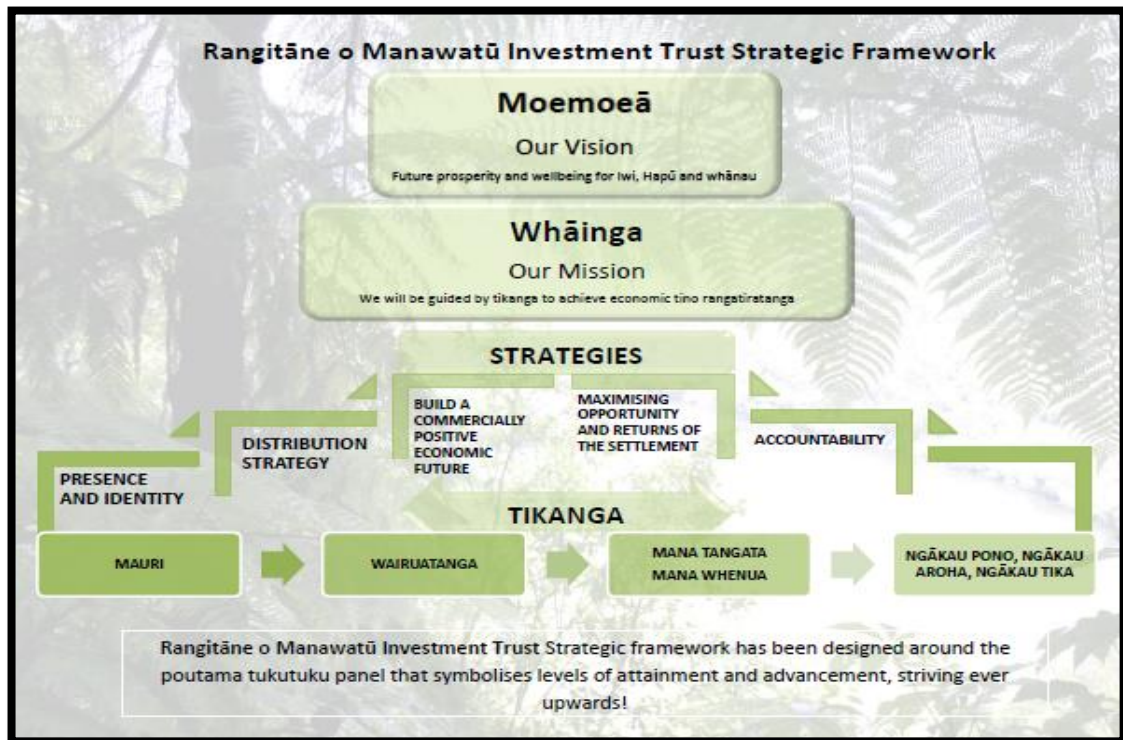 Rangitāne o Manawatū Investment Trust Strategic Framework
Moemoeā
Our Vision
Future prosperity and wellbeing for Iwi, Hapū and whānau
Whāinga
Our Mission
We will be guided by tikanga to achieve economic tino rangatiratanga
STRATEGIES
PRESENCE
AND IDENTITY
DISTRIBUTION
STRATEGY
BUILD A
COMMERCIALLY
POSITIVE
ECONOMIC
FUTURE
MAXIMISING
OPPORTUNITY
AND RETURNS OF
THE SETTLEMENT
ACCOUNTABILITY
TIKANGA
MAURI
WAIRUATANGA
MANA TANGATA
MANA WHENUA
NGĀKAU PONO, NGĀKAU
AROHA, NGĀKAU TIKA
Rangitāne o Manawatū Investment Trust Strategic framework has been designed around the
poutama tukutuku panel that symbolises levels of attainment and advancement, striving ever
upwards!